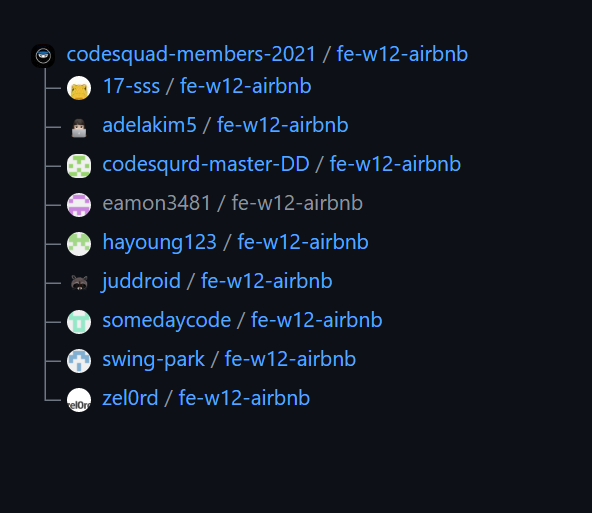 codesquad-members-2021 / fe-w12-airbnb
17-sss / fe-w12-airbnb
adelakim5 / fe-w12-airbnb
codesqurd-master-DD / fe-w12-airbnb
eamon3481 / fe-w12-airbnb
hayoung123 / fe-w12-airbnb
juddroid / fe-w12-airbnb
somedaycode / fe-w12-airbnb
swing-park / fe-w12-airbnb
zel0rd / fe-w12-airbnb